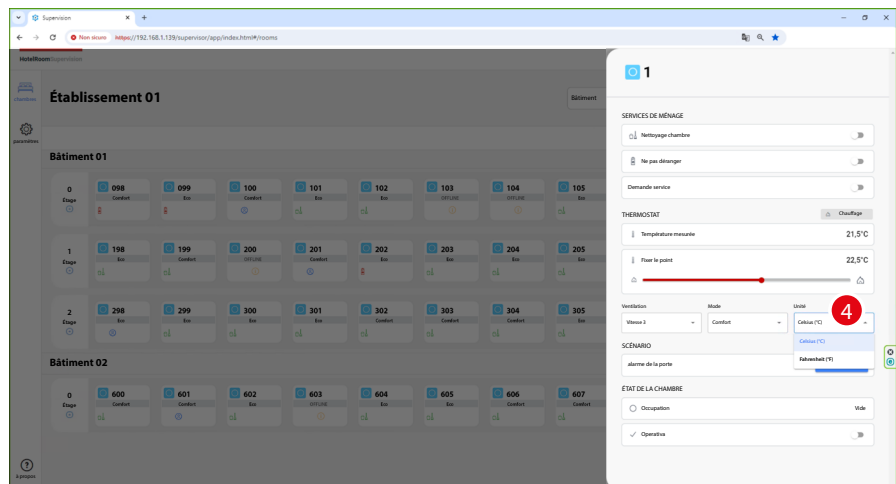 Supervision
Non sicuro https://192.168.1.139/supervisor/app/index.html#/rooms
HotelRoom Supervision
chambres
paramètres
à propos
Établissement 01
Bâtiment
Bâtiment 01
0 098 099 100 101 102 103 104 105
Étage Comfort Eco Comfort Eco Eco OFFLINE OFFLINE Eco
1 198 199 200 201 202 203 204 205
Étage Eco Comfort OFFLINE Comfort Eco Eco Eco Eco
2 298 299 300 301 302 303 304 305
Étage Eco Eco Eco Eco Comfort Comfort Comfort Eco
Bâtiment 02
0 600 601 602 603 604 605 606 607
Étage Comfort Comfort Eco OFFLINE Eco Eco Comfort Comfort
1
SERVICES DE MÉNAGE
Nettoyage chambre
Ne pas déranger
Demande service
THERMOSTAT Chauffage
Température mesurée 21,5°C
Fixer le point 22,5°C
Ventilation Mode Unité
Vitesse 3 Comfort Celsius (°C) 4
Celsius (°C)
Fahrenheit (°F)
SCÉNARIO
alarme de la porte
ÉTAT DE LA CHAMBRE
Occupation Vide
Operativa